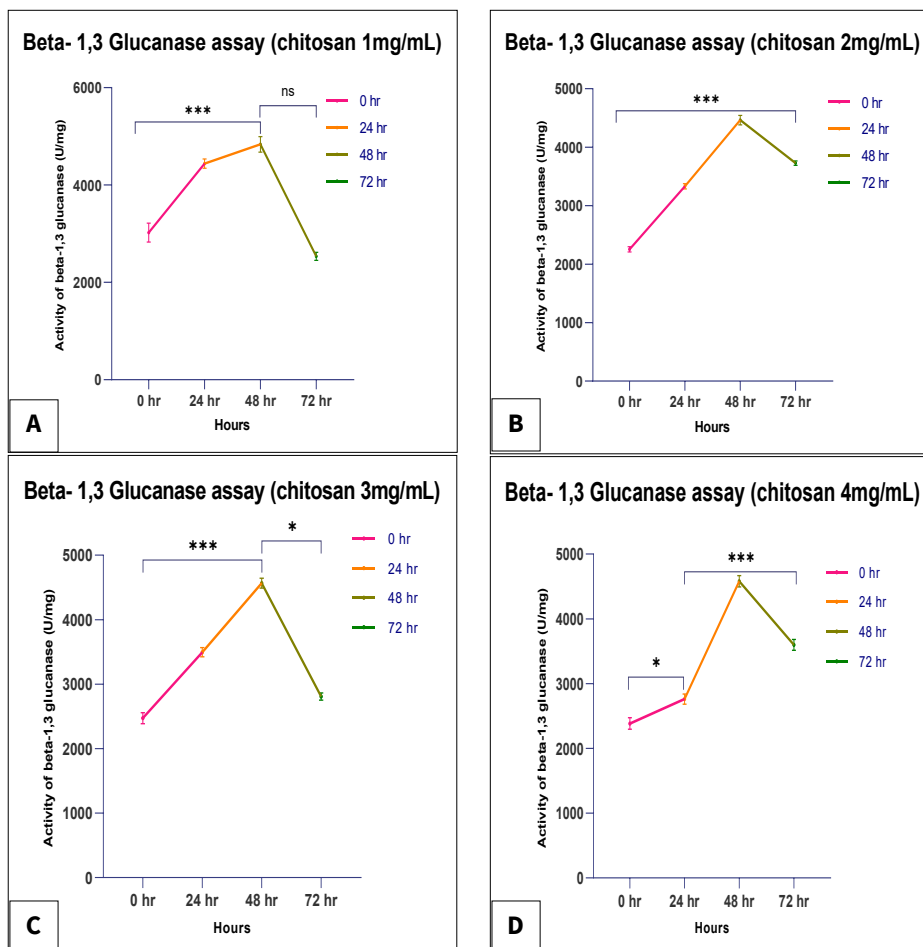 Beta- 1,3 Glucanase assay (chitosan 1mg/mL)
Activity of beta-1,3 glucanase (U/mg)
6000
4000
2000
0
***
ns
0 hr
24 hr
48 hr
72 hr
0 hr 24 hr 48 hr 72 hr
Hours
A
Beta- 1,3 Glucanase assay (chitosan 2mg/mL)
Activity of beta-1,3 glucanase (U/mg)
5000
4000
3000
2000
1000
0
***
0 hr
24 hr
48 hr
72 hr
0 hr 24 hr 48 hr 72 hr
Hours
B
Beta- 1,3 Glucanase assay (chitosan 3mg/mL)
Activity of beta-1,3 glucanase (U/mg)
5000
4000
3000
2000
1000
0
***
*
0 hr
24 hr
48 hr
72 hr
0 hr 24 hr 48 hr 72 hr
Hours
C
Beta- 1,3 Glucanase assay (chitosan 4mg/mL)
Activity of beta-1,3 glucanase (U/mg)
5000
4000
3000
2000
1000
0
*
***
0 hr
24 hr
48 hr
72 hr
0 hr 24 hr 48 hr 72 hr
Hours
D